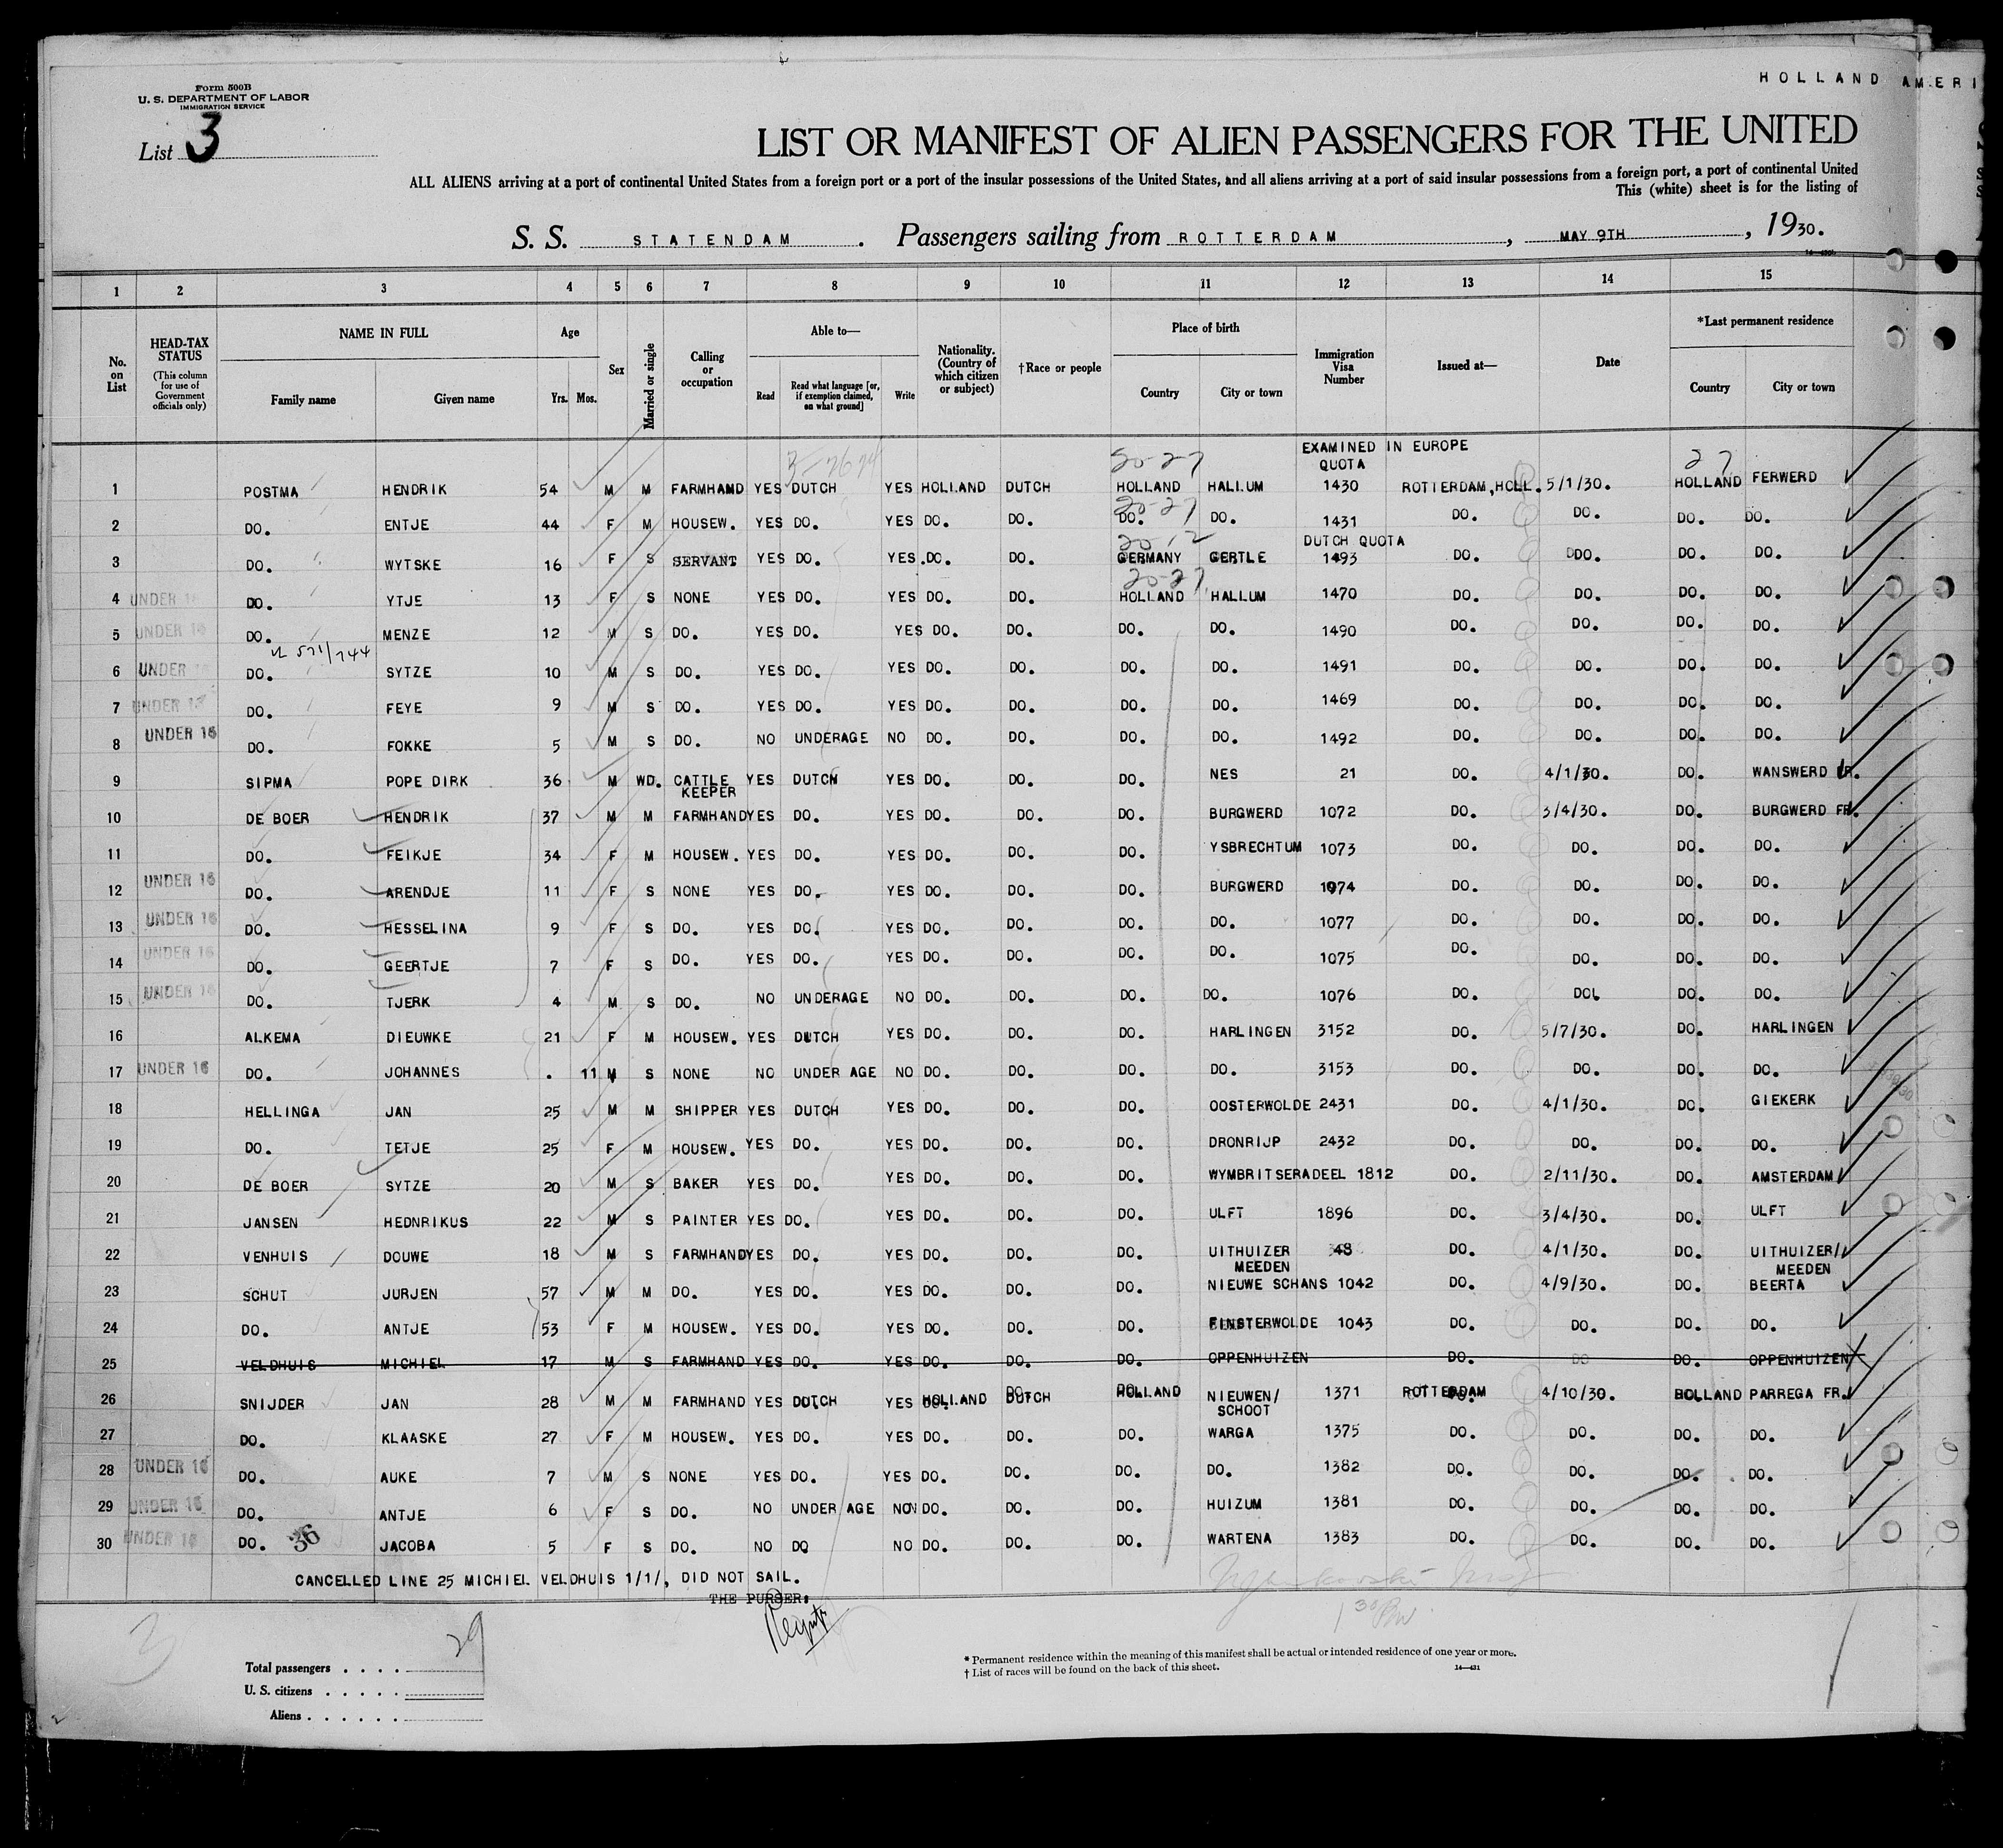 HOLLAND AMERI
Form 500B
U. S. DEPARTMENT OF LABOR
IMMIGRATION SERVICE
List 3
LIST OR MANIFEST OF ALIEN PASSENGERS FOR THE UNITED
ALL ALIENS arriving at a port of continental United States from a foreign port or a port of the insular possessions of the United States, and all aliens arriving at a port of said insular possessions from a foreign port, a port of continental United
This (white) sheet is for the listing of
S. S. STATENDAM . Passengers sailing from ROTTERDAM , MAY 9TH , 1930.
1 2 3 4 5 6 7 8 9 10 11 12 13 14 15
No. on List HEAD-TAX STATUS (This column for use of Government officials only) NAME IN FULL Family name Given name Age Yrs. Mos. Sex Married or single Calling or occupation Able to— Read Read what language [or, if exemption claimed, on what ground] Write Nationality. (Country of which citizen or subject) †Race or people Place of birth Country City or town Immigration Visa Number Issued at— Date *Last permanent residence Country City or town
EXAMINED IN EUROPE
20-27 QUOTA 27
1 POSTMA HENDRIK 54 M M FARMHAND YES DUTCH YES HOLLAND DUTCH HOLLAND HALLUM 1430 ROTTERDAM,HOLL. 5/1/30. HOLLAND FERWERD
20-27
2 DO. ENTJE 44 F M HOUSEW. YES DO. YES DO. DO. DO. DO. 1431 DO. DO. DO. DO.
20-12 DUTCH QUOTA
3 DO. WYTSKE 16 F S SERVANT YES DO. YES.DO. DO. GERMANY GERTLE 1493 DO. DDO. DO. DO.
20-27
4 UNDER 16 DO. YTJE 13 F S NONE YES DO. YES DO. DO. HOLLAND HALLUM 1470 DO. DO. DO. DO.
5 UNDER 16 DO. MENZE 12 M S DO. YES DO. YES DO. DO. DO. DO. 1490 DO. DO. DO. DO.
6 UNDER 16 DO. SYTZE 10 M S DO. YES DO. YES DO. DO. DO. DO. 1491 DO. DO. DO. DO.
7 UNDER 16 DO. FEYE 9 M S DO. YES DO. YES DO. DO. DO. DO. 1469 DO. DO. DO. DO.
8 UNDER 16 DO. FOKKE 5 M S DO. NO UNDERAGE NO DO. DO. DO. DO. 1492 DO. DO. DO. DO.
9 SIPMA POPE DIRK 36 M WD. CATTLE KEEPER YES DUTCH YES DO. DO. DO. NES 21 DO. 4/1/30. DO. WANSWERD FR.
10 DE BOER HENDRIK 37 M M FARMHAND YES DO. YES DO. DO. DO. BURGWERD 1072 DO. 3/4/30. DO. BURGWERD FR.
11 DO. FEIKJE 34 F M HOUSEW. YES DO. YES DO. DO. DO. YSBRECHTUM 1073 DO. DO. DO. DO.
12 UNDER 16 DO. ARENDJE 11 F S NONE YES DO. YES DO. DO. DO. BURGWERD 1074 DO. DO. DO. DO.
13 UNDER 16 DO. HESSELINA 9 F S DO. YES DO. YES DO. DO. DO. DO. 1077 DO. DO. DO. DO.
14 UNDER 16 DO. GEERTJE 7 F S DO. YES DO. YES DO. DO. DO. DO. 1075 DO. DO. DO. DO.
15 UNDER 16 DO. TJERK 4 M S DO. NO UNDERAGE NO DO. DO. DO. DO. 1076 DO. DO. DO. DO.
16 ALKEMA DIEUWKE 21 F M HOUSEW. YES DUTCH YES DO. DO. DO. HARLINGEN 3152 DO. 5/7/30. DO. HARLINGEN
17 UNDER 16 DO. JOHANNES . 11 M S NONE NO UNDER AGE NO DO. DO. DO. DO. 3153 DO. DO. DO. DO.
18 HELLINGA JAN 25 M M SHIPPER YES DUTCH YES DO. DO. DO. OOSTERWOLDE 2431 DO. 4/1/30. DO. GIEKERK
19 DO. TETJE 25 F M HOUSEW. YES DO. YES DO. DO. DO. DRONRIJP 2432 DO. DO. DO. DO.
20 DE BOER SYTZE 20 M S BAKER YES DO. YES DO. DO. DO. WYMBRITSERADEEL 1812 DO. 2/11/30. DO. AMSTERDAM
21 JANSEN HEDNRIKUS 22 M S PAINTER YES DO. YES DO. DO. DO. ULFT 1896 DO. 3/4/30. DO. ULFT
22 VENHUIS DOUWE 18 M S FARMHAND YES DO. YES DO. DO. DO. UITHUIZER MEEDEN 48 DO. 4/1/30. DO. UITHUIZER/ MEEDEN
23 SCHUT JURJEN 57 M M DO. YES DO. YES DO. DO. DO. NIEUWE SCHANS 1042 DO. 4/9/30. DO. BEERTA
24 DO. ANTJE 53 F M HOUSEW. YES DO. YES DO. DO. DO. FINSTERWOLDE 1043 DO. DO. DO. DO.
25 VELDHUIS MICHIEL 17 M S FARMHAND YES DO. YES DO. DO. DO. OPPENHUIZEN DO. DO DO. OPPENHUIZEN
26 SNIJDER JAN 28 M M FARMHAND YES DUTCH YES HOLLAND DUTCH HOLLAND NIEUWEN/ SCHOOT 1371 ROTTERDAM 4/10/30. HOLLAND PARREGA FR.
27 DO. KLAASKE 27 F M HOUSEW. YES DO. YES DO. DO. DO. WARGA 1375 DO. DO. DO. DO.
28 UNDER 16 DO. AUKE 7 M S NONE YES DO. YES DO. DO. DO. DO. 1382 DO. DO. DO. DO.
29 UNDER 16 DO. ANTJE 6 F S DO. NO UNDER AGE NO DO. DO. DO. HUIZUM 1381 DO. DO. DO. DO.
30 UNDER 16 DO. 36 JACOBA 5 F S DO. NO DO NO DO. DO. DO. WARTENA 1383 DO. DO. DO. DO.
CANCELLED LINE 25 MICHIEL VELDHUIS 1/1/, DID NOT SAIL.
THE PURSER:
3
Total passengers . . . . 29
U. S. citizens . . . . .
Aliens . . . . . .
* Permanent residence within the meaning of this manifest shall be actual or intended residence of one year or more.
† List of races will be found on the back of this sheet.
14—431